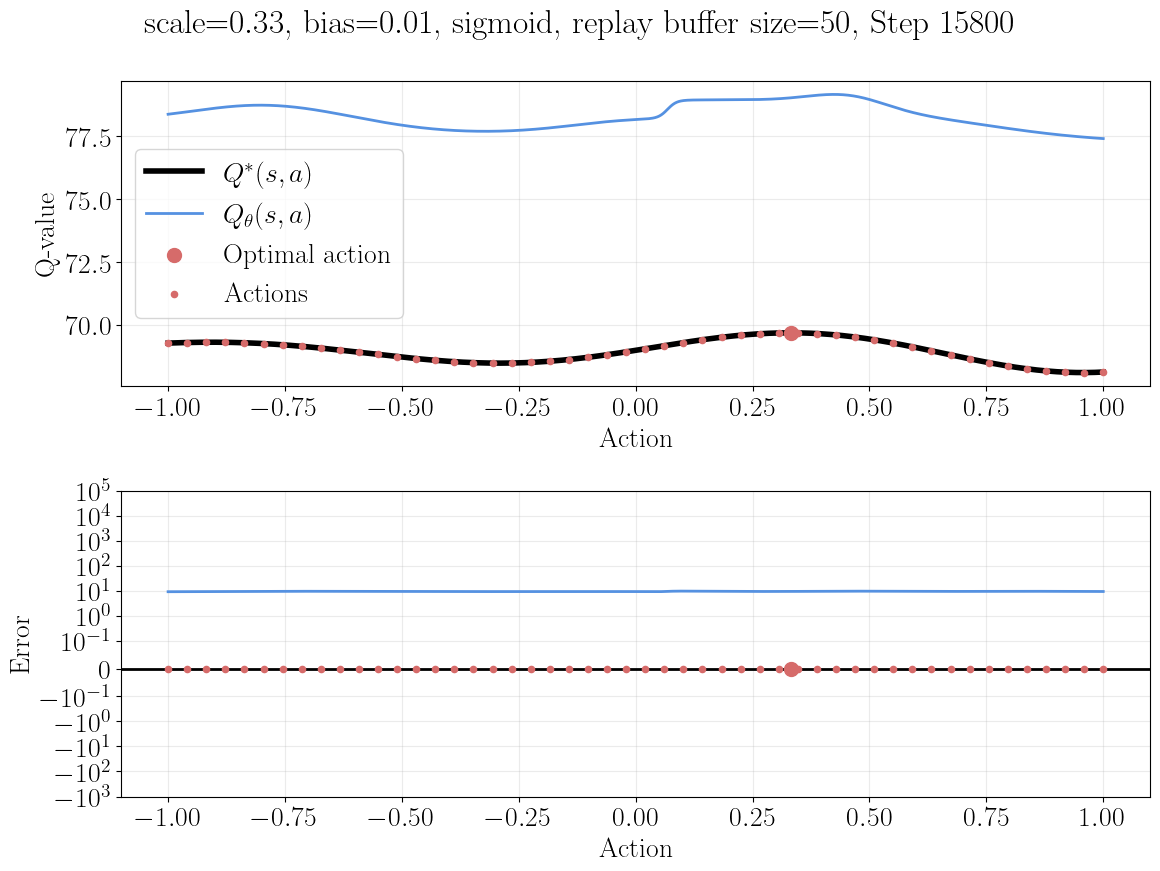 scale=0.33, bias=0.01, sigmoid, replay buffer size=50, Step 15800
Q-value
77.5
75.0
72.5
70.0
Q*(s, a)
Qθ(s, a)
Optimal action
Actions
−1.00 −0.75 −0.50 −0.25 0.00 0.25 0.50 0.75 1.00
Action
Error
10^5
10^4
10^3
10^2
10^1
10^0
10^−1
0
−10^−1
−10^0
−10^1
−10^2
−10^3
−1.00 −0.75 −0.50 −0.25 0.00 0.25 0.50 0.75 1.00
Action